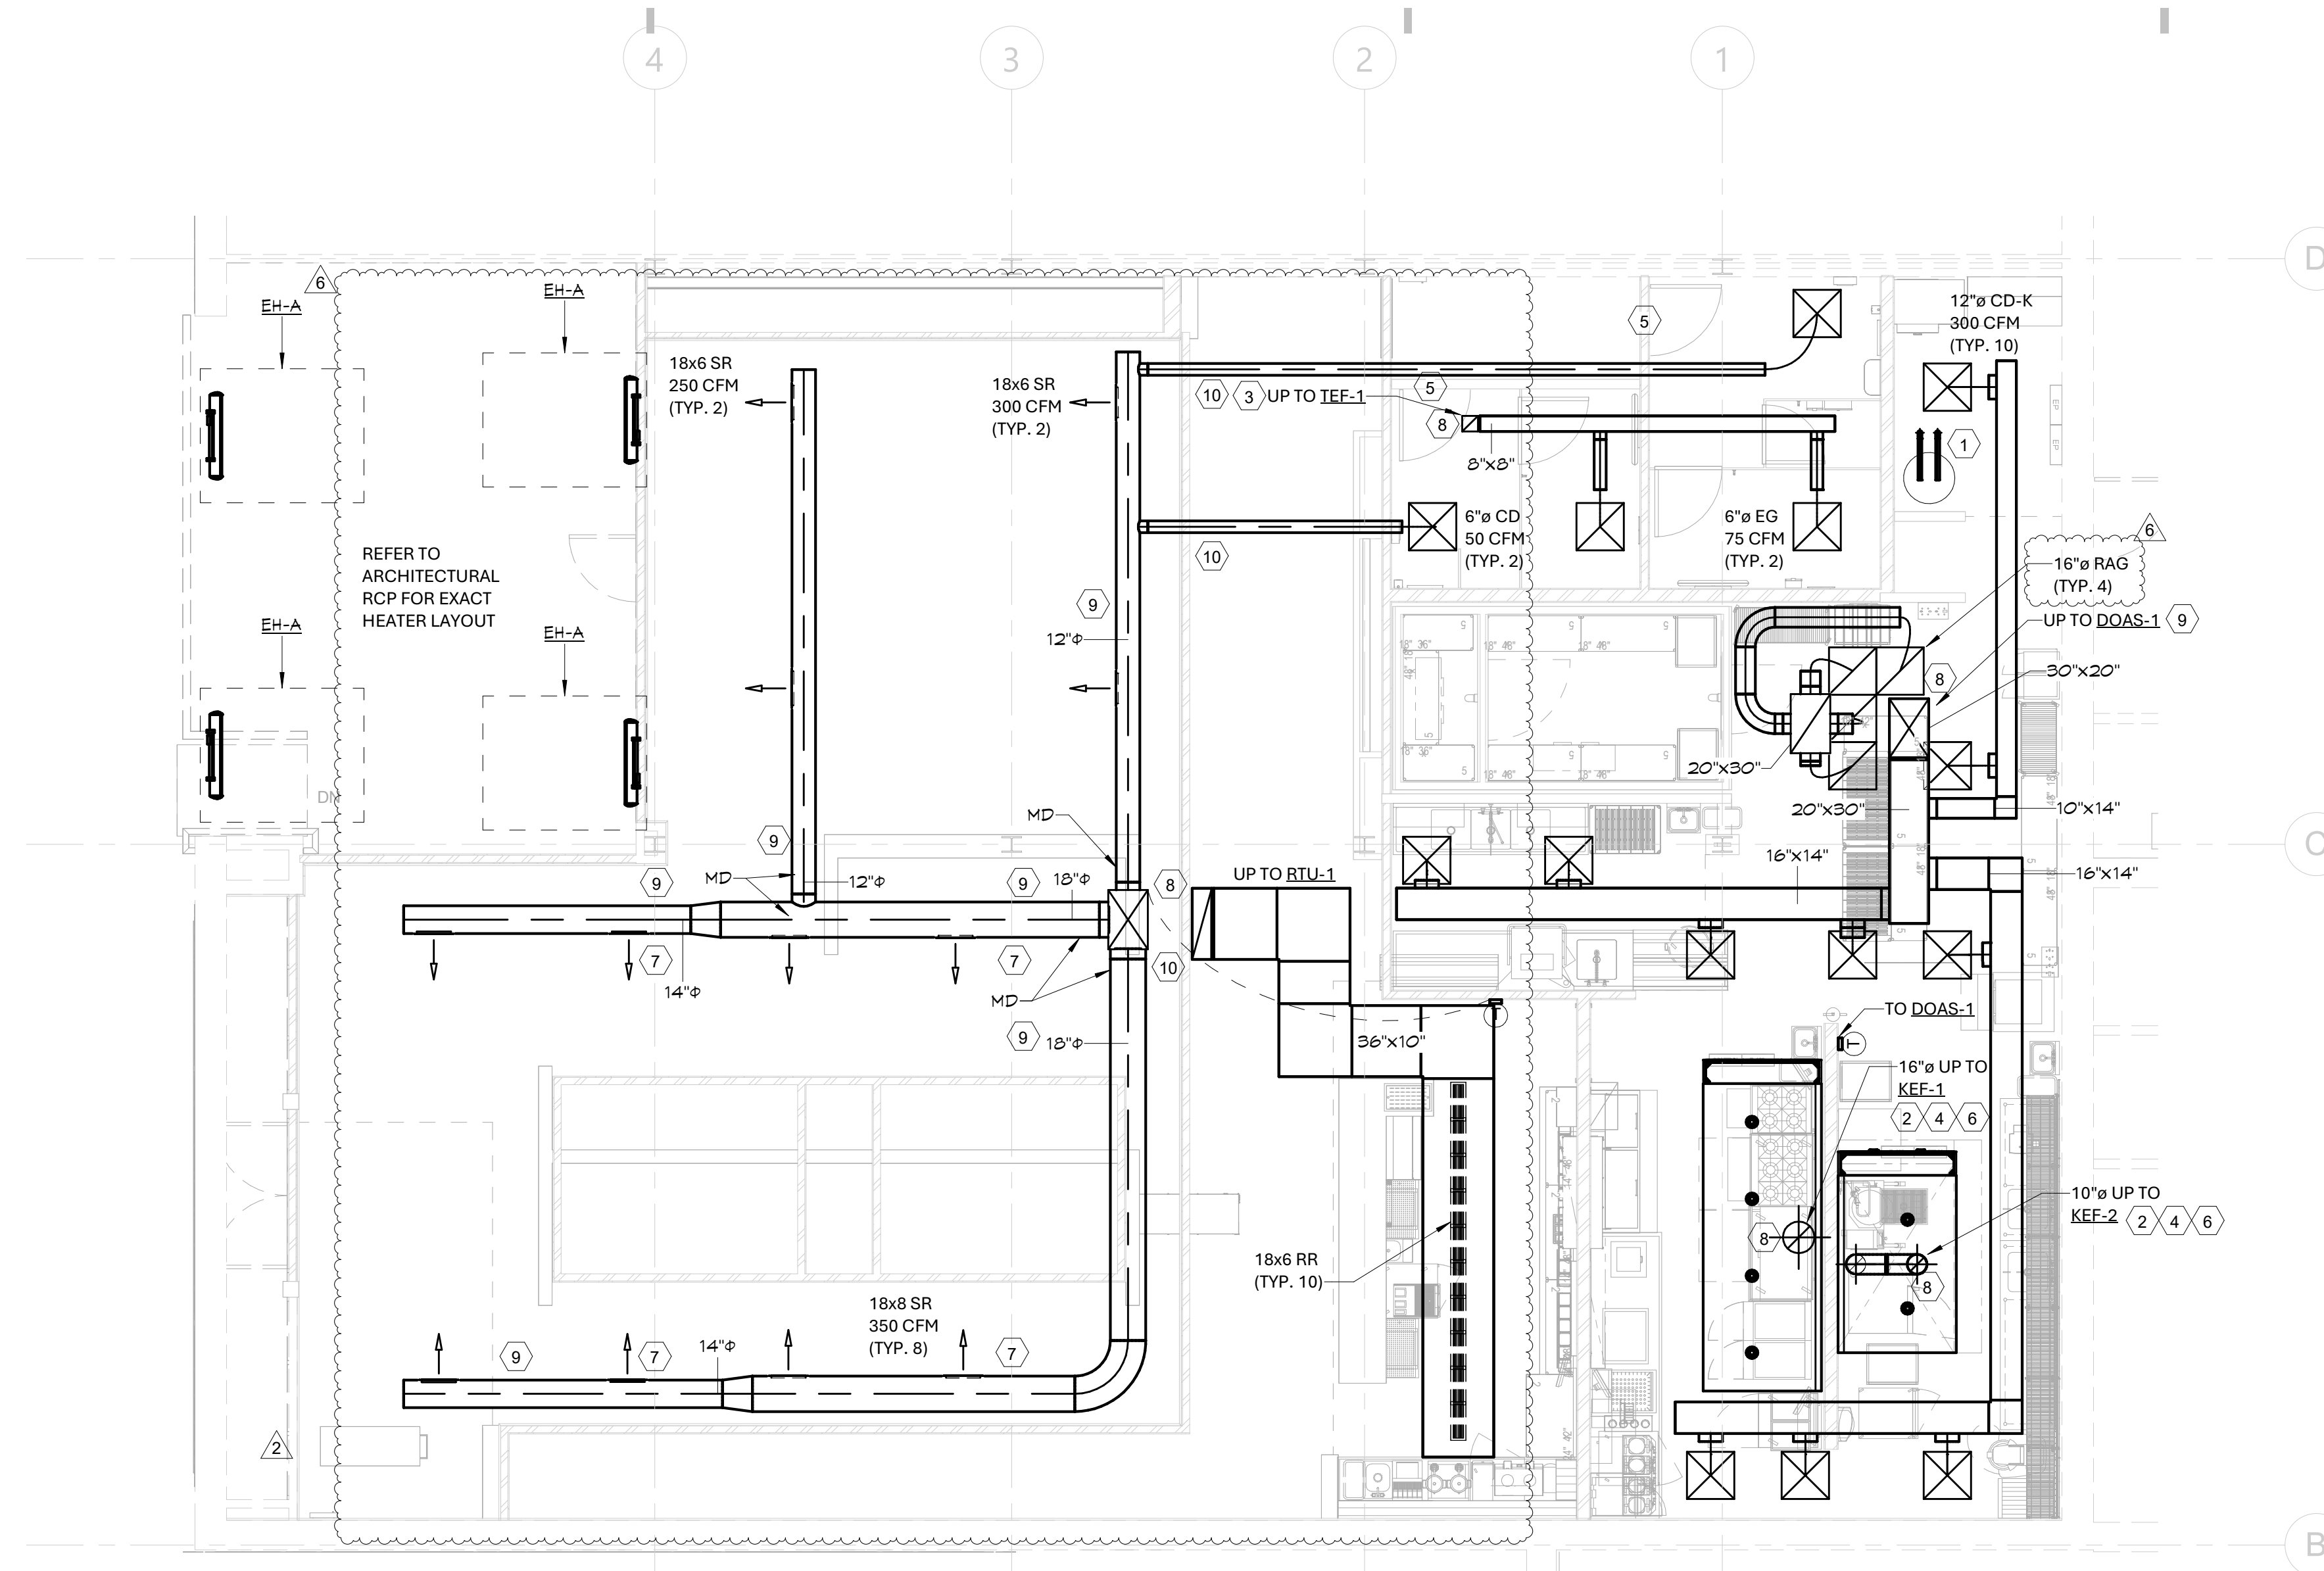 4
3
2
1
D
6
EH-A
EH-A
18x6 SR
250 CFM
(TYP. 2)
18x6 SR
300 CFM
(TYP. 2)
12"ø CD-K
300 CFM
(TYP. 10)
5
5
10
3
UP TO TEF-1
8
8"x8"
1
EP
EP
REFER TO
ARCHITECTURAL
RCP FOR EXACT
HEATER LAYOUT
6"ø CD
50 CFM
(TYP. 2)
6"ø EG
75 CFM
(TYP. 2)
10
6
16"ø RAG
(TYP. 4)
UP TO DOAS-1
9
EH-A
EH-A
9
12"Φ
8
30"x20"
20"x30"
20"x30"
10"x14"
DN
MD
9
C
16"x14"
16"x14"
9
MD
12"Φ
9
18"Φ
8
UP TO RTU-1
7
7
10
14"Φ
MD
9
18"Φ
36"x10"
T
TO DOAS-1
T
16"ø UP TO
KEF-1
2
4
6
10"ø UP TO
KEF-2
2
4
6
8
8
18x6 RR
(TYP. 10)
18x8 SR
350 CFM
(TYP. 8)
9
7
14"Φ
7
2
B